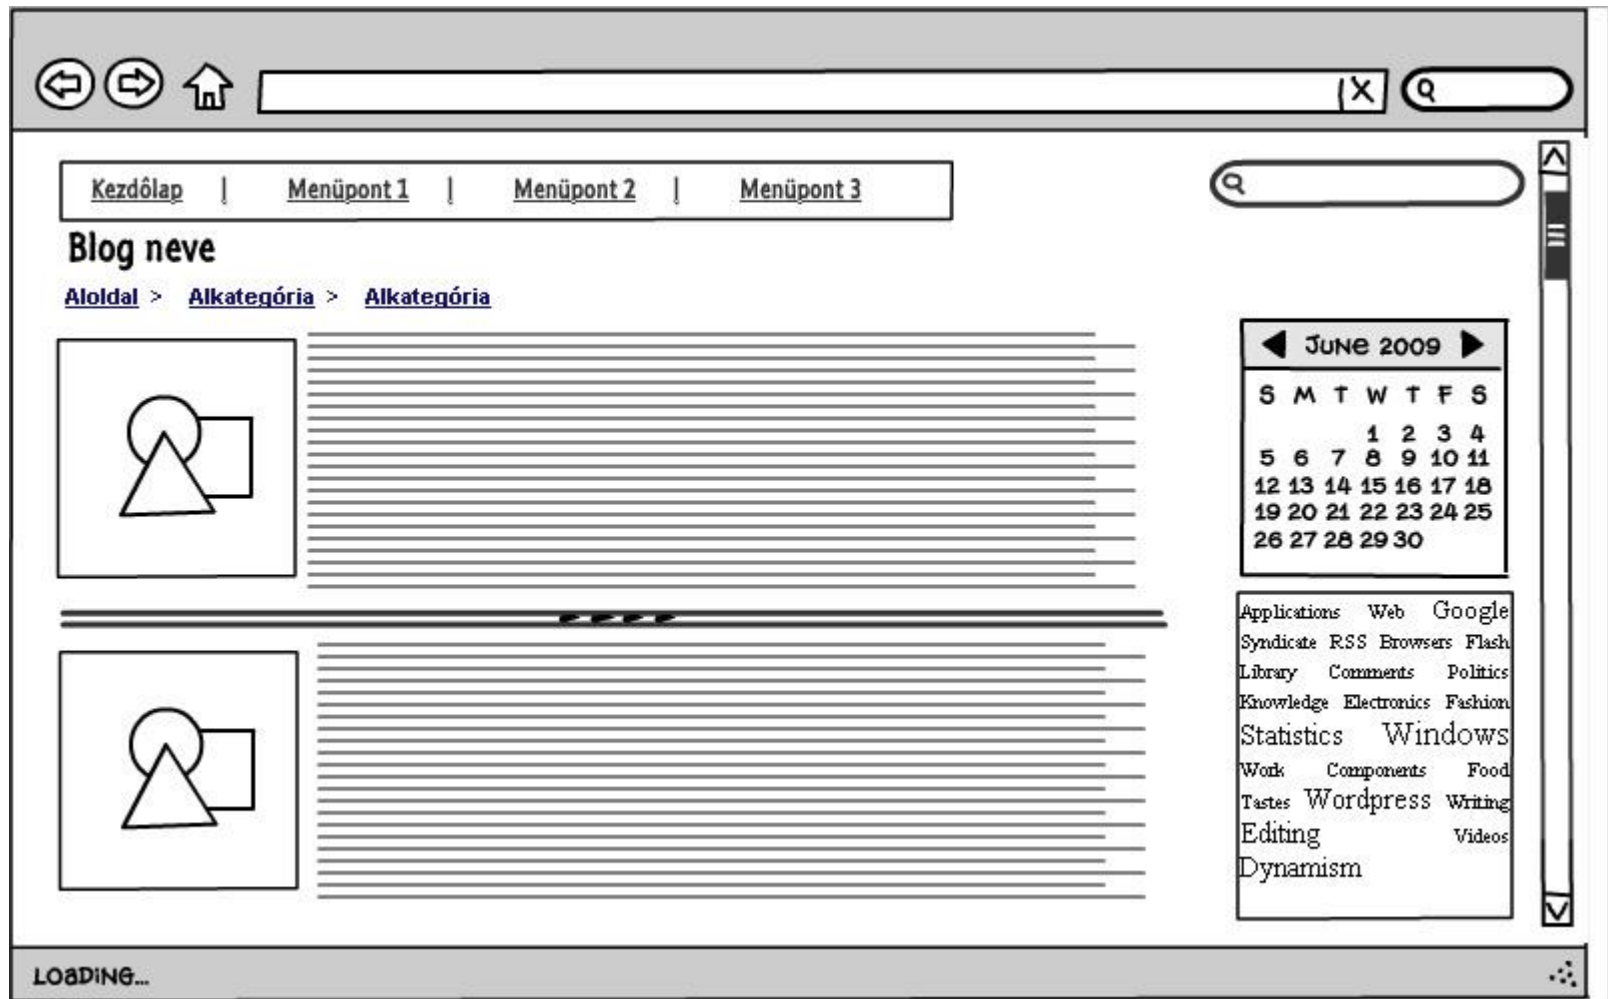 Kezdôlap | Menüpont 1 | Menüpont 2 | Menüpont 3
Blog neve
Aloldal > Alkategória > Alkategória
JUNE 2009
S M T W T F S
1 2 3 4
5 6 7 8 9 10 11
12 13 14 15 16 17 18
19 20 21 22 23 24 25
26 27 28 29 30
Applications Web Google
Syndicate RSS Browsers Flash
Library Comments Politics
Knowledge Electronics Fashion
Statistics Windows
Work Components Food
Tastes Wordpress Writing
Editing Videos
Dynamism
LOADING...